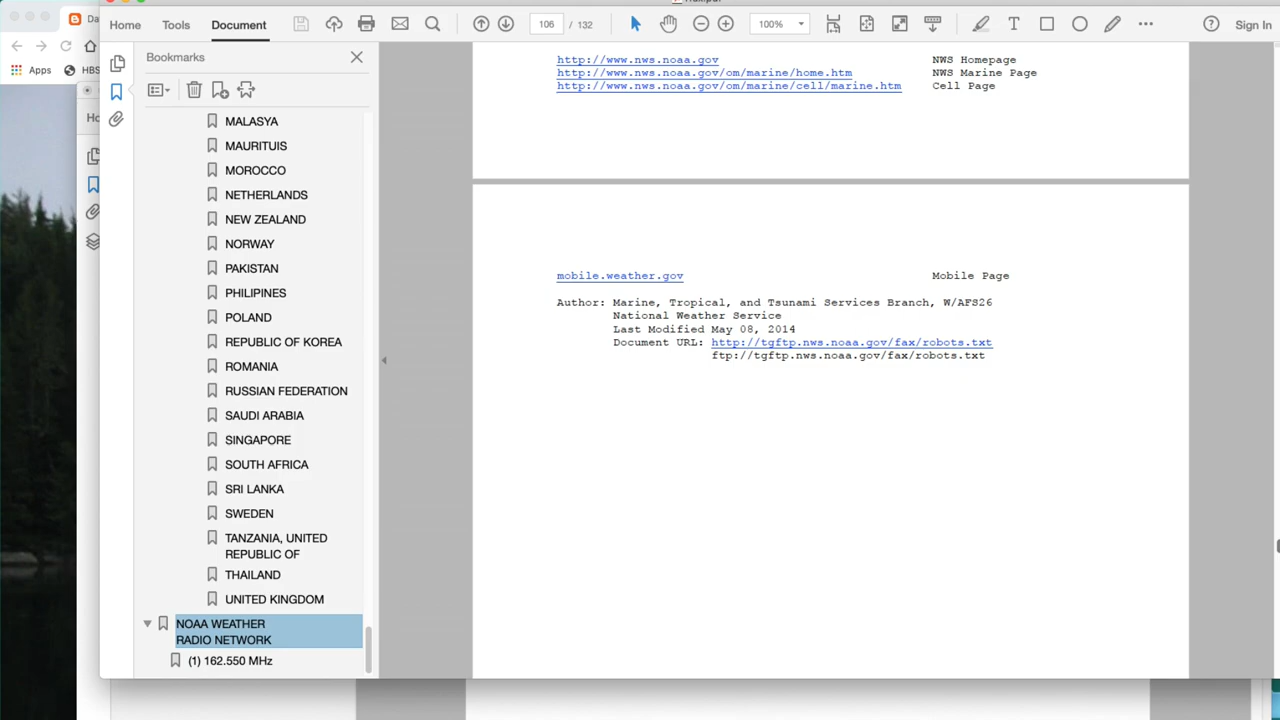 Da
Apps
HBS
Ho
Home
Tools
Document
106
/ 132
100%
Sign In
Bookmarks
MALASYA
MAURITUIS
MOROCCO
NETHERLANDS
NEW ZEALAND
NORWAY
PAKISTAN
PHILIPINES
POLAND
REPUBLIC OF KOREA
ROMANIA
RUSSIAN FEDERATION
SAUDI ARABIA
SINGAPORE
SOUTH AFRICA
SRI LANKA
SWEDEN
TANZANIA, UNITED
REPUBLIC OF
THAILAND
UNITED KINGDOM
NOAA WEATHER
RADIO NETWORK
(1) 162.550 MHz
http://www.nws.noaa.gov NWS Homepage
http://www.nws.noaa.gov/om/marine/home.htm NWS Marine Page
http://www.nws.noaa.gov/om/marine/cell/marine.htm Cell Page
mobile.weather.gov Mobile Page
Author: Marine, Tropical, and Tsunami Services Branch, W/AFS26
National Weather Service
Last Modified May 08, 2014
Document URL: http://tgftp.nws.noaa.gov/fax/robots.txt
ftp://tgftp.nws.noaa.gov/fax/robots.txt